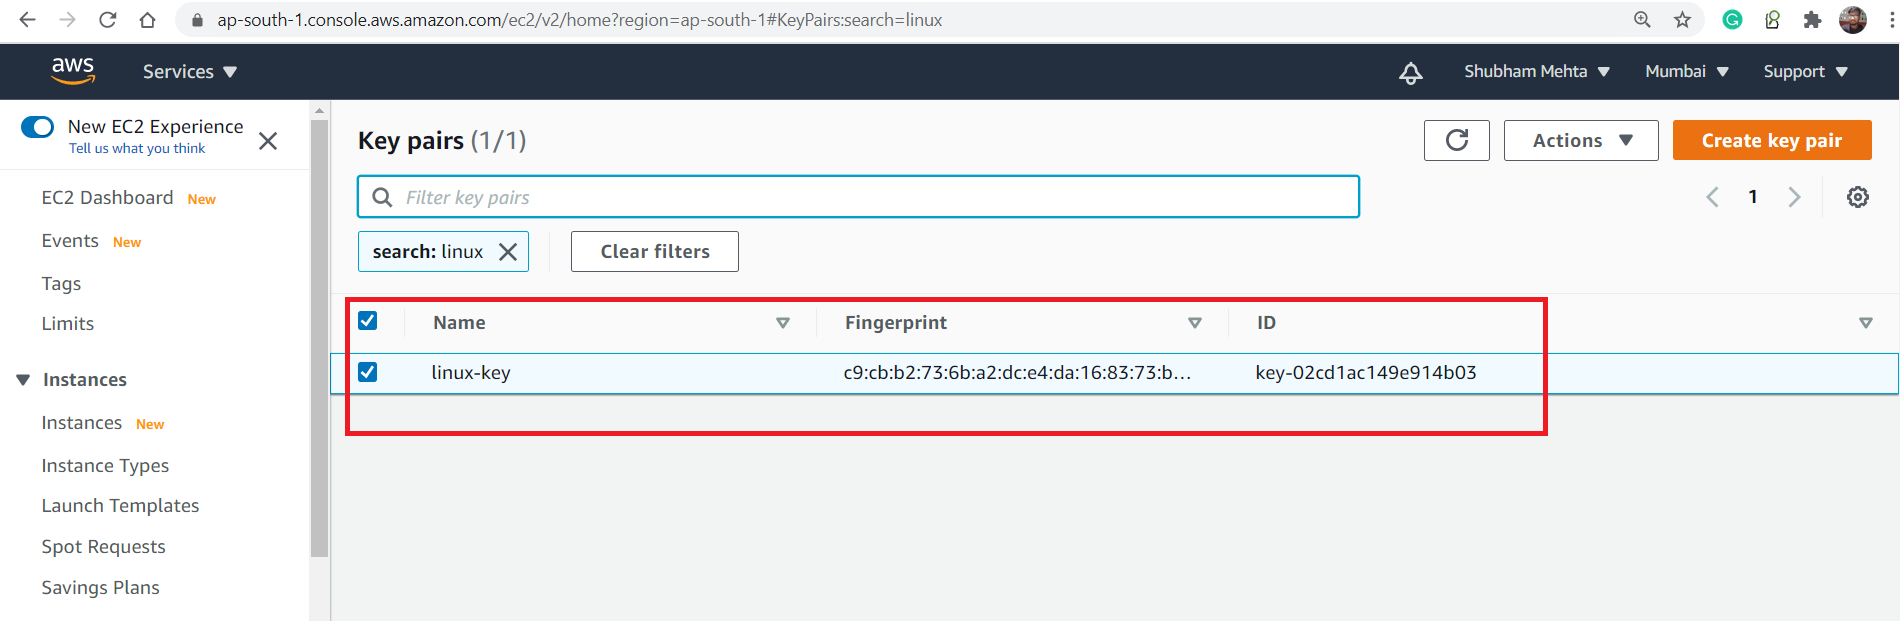 ap-south-1.console.aws.amazon.com/ec2/v2/home?region=ap-south-1#KeyPairs:search=linux
aws Services Shubham Mehta Mumbai Support
New EC2 Experience
Tell us what you think
EC2 Dashboard New
Events New
Tags
Limits
Instances
Instances New
Instance Types
Launch Templates
Spot Requests
Savings Plans
Key pairs (1/1)
Actions
Create key pair
Filter key pairs
1
search: linux
Clear filters
Name Fingerprint ID
linux-key c9:cb:b2:73:6b:a2:dc:e4:da:16:83:73:b... key-02cd1ac149e914b03